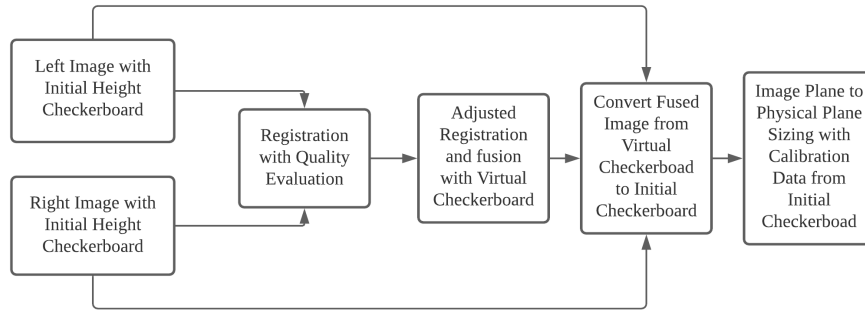 Left Image with
Initial Height
Checkerboard
Right Image with
Initial Height
Checkerboard
Registration
with Quality
Evaluation
Adjusted
Registration
and fusion
with Virtual
Checkerboard
Convert Fused
Image from
Virtual
Checkerboad
to Initial
Checkerboard
Image Plane to
Physical Plane
Sizing with
Calibration
Data from
Initial
Checkerboad